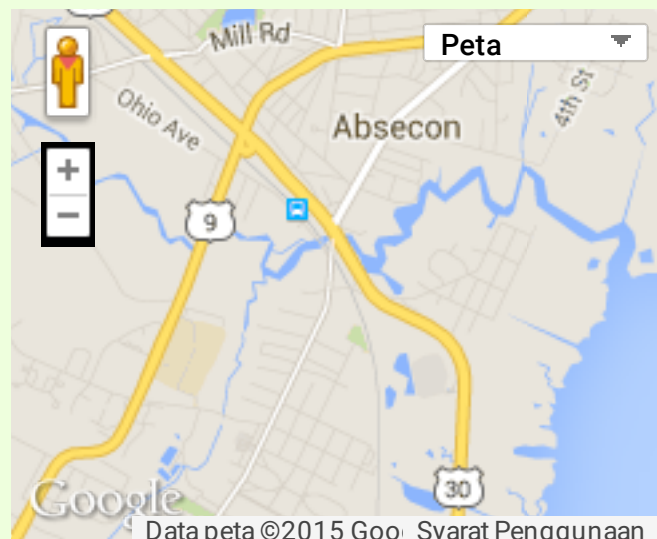 Mill Rd
Peta
Ohio Ave
Absecon
4th St
+
−
9
30
Google
Data peta ©2015 Goo
Syarat Penggunaan